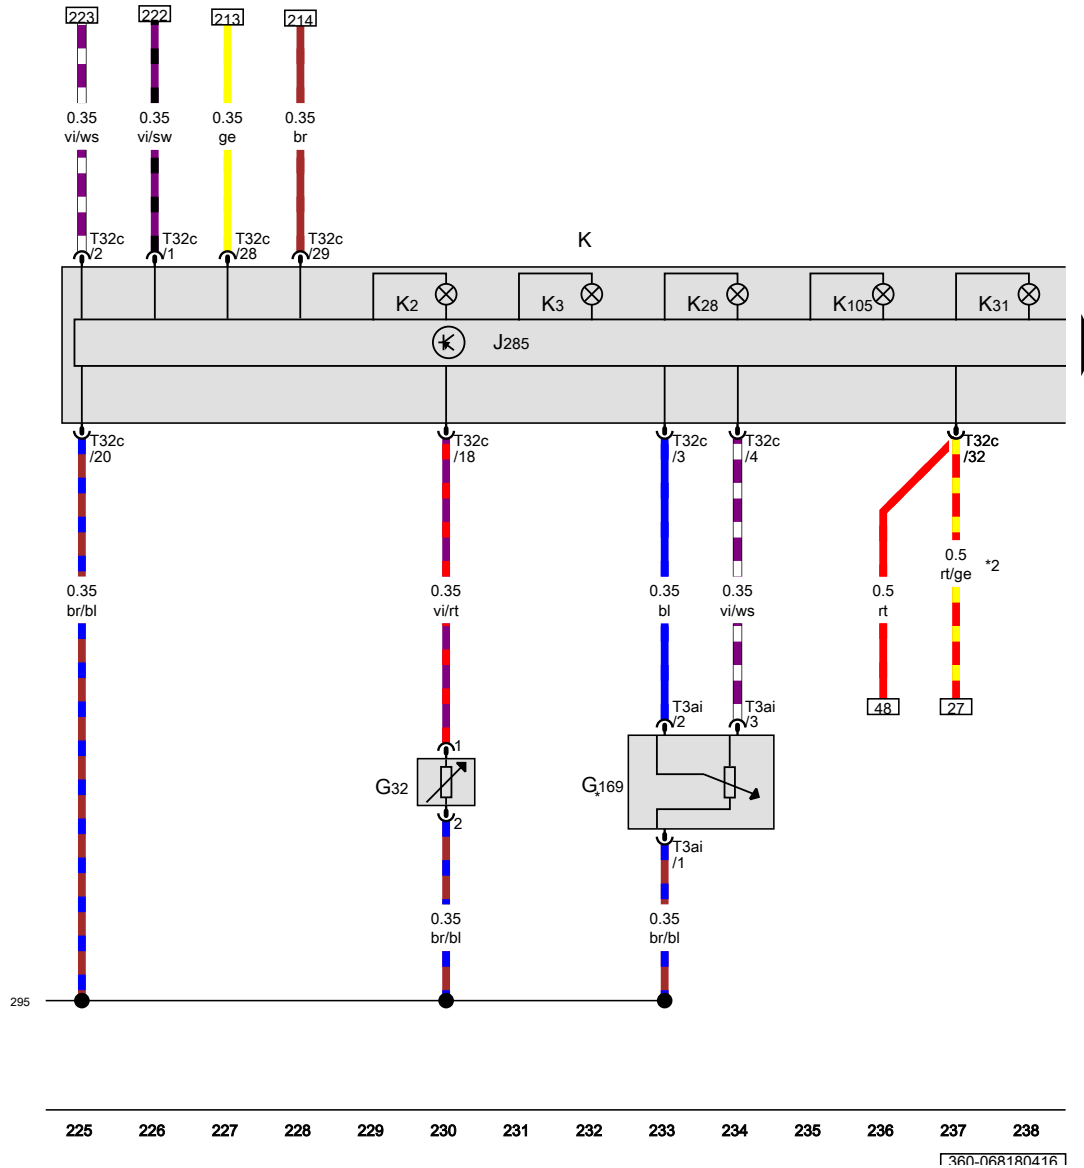 223 222 213 214
0.35 0.35 0.35 0.35
vi/ws vi/sw ge br
T32c T32c T32c T32c
/2 /1 /28 /29
K
K2 K3 K28 K105 K31
J285
T32c T32c T32c T32c T32c
/20 /18 /3 /4 /32
0.5
rt/ge *2
0.35 0.35 0.35 0.35 0.5
br/bl vi/rt bl vi/ws rt
T3ai T3ai
/2 /3
48 27
1
G32 G169
*
2
T3ai
/1
0.35 0.35
br/bl br/bl
295
225 226 227 228 229 230 231 232 233 234 235 236 237 238
360-068180416